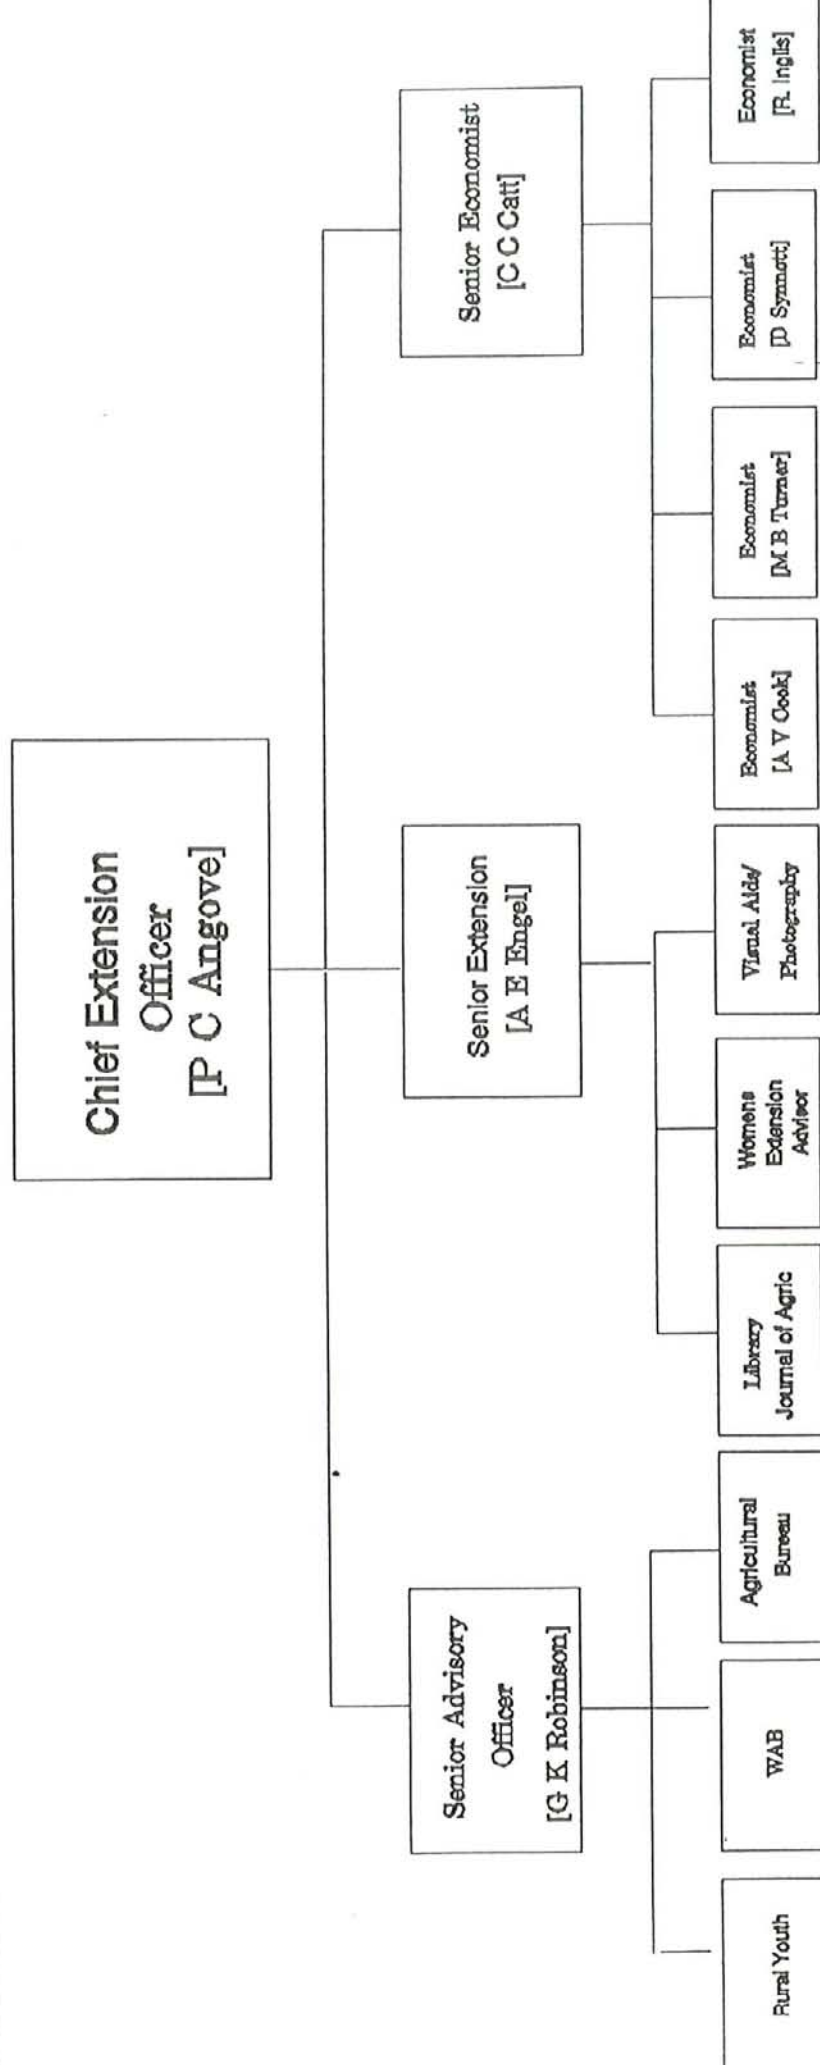 Chief Extension
Officer
[P C Angove]
Senior Advisory
Officer
[G K Robinson]
Senior Extension
[A E Engel]
Senior Economist
[C C Catt]
Rural Youth
WAB
Agricultural
Bureau
Library
Journal of Agric
Womens
Extension
Advisor
Visual Aids/
Photography
Economist
[A V Cook]
Economist
[M B Turner]
Economist
[D Synnott]
Economist
[R. Inglis]